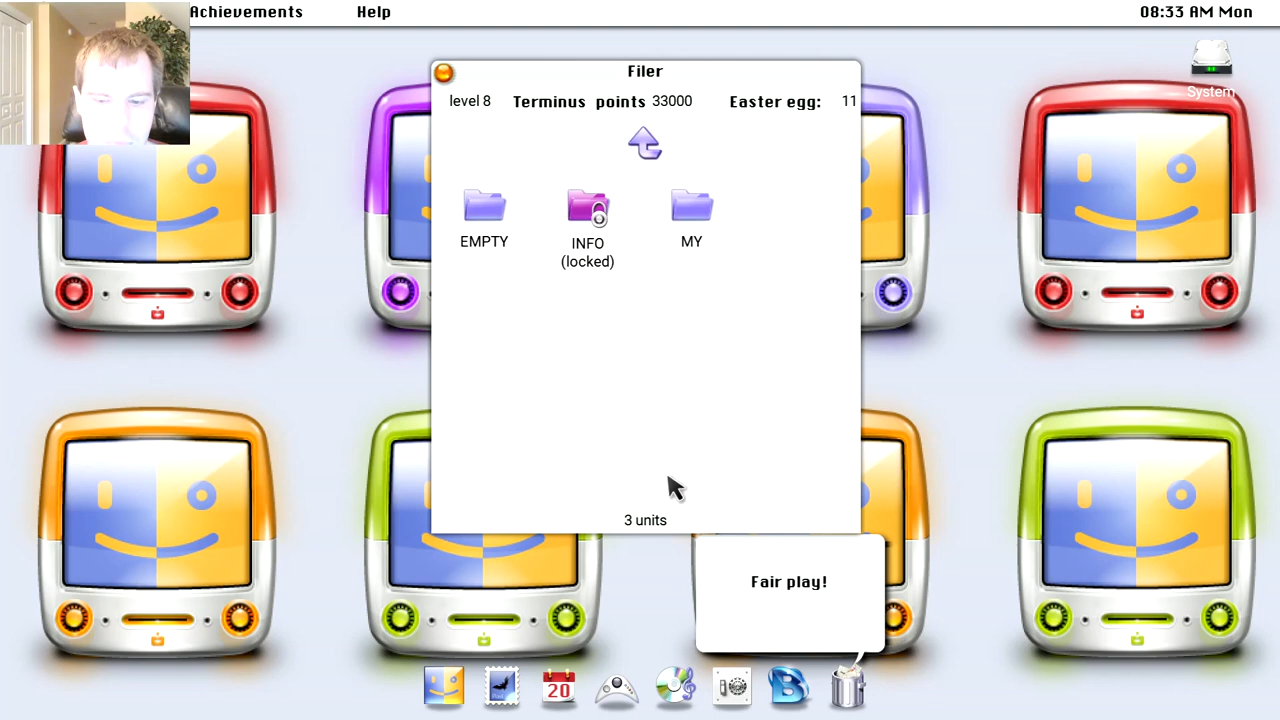 Achievements Help 08:33 AM Mon
System
Filer
level 8 Terminus points 33000 Easter egg: 11
EMPTY INFO (locked) MY
3 units
Fair play!
20